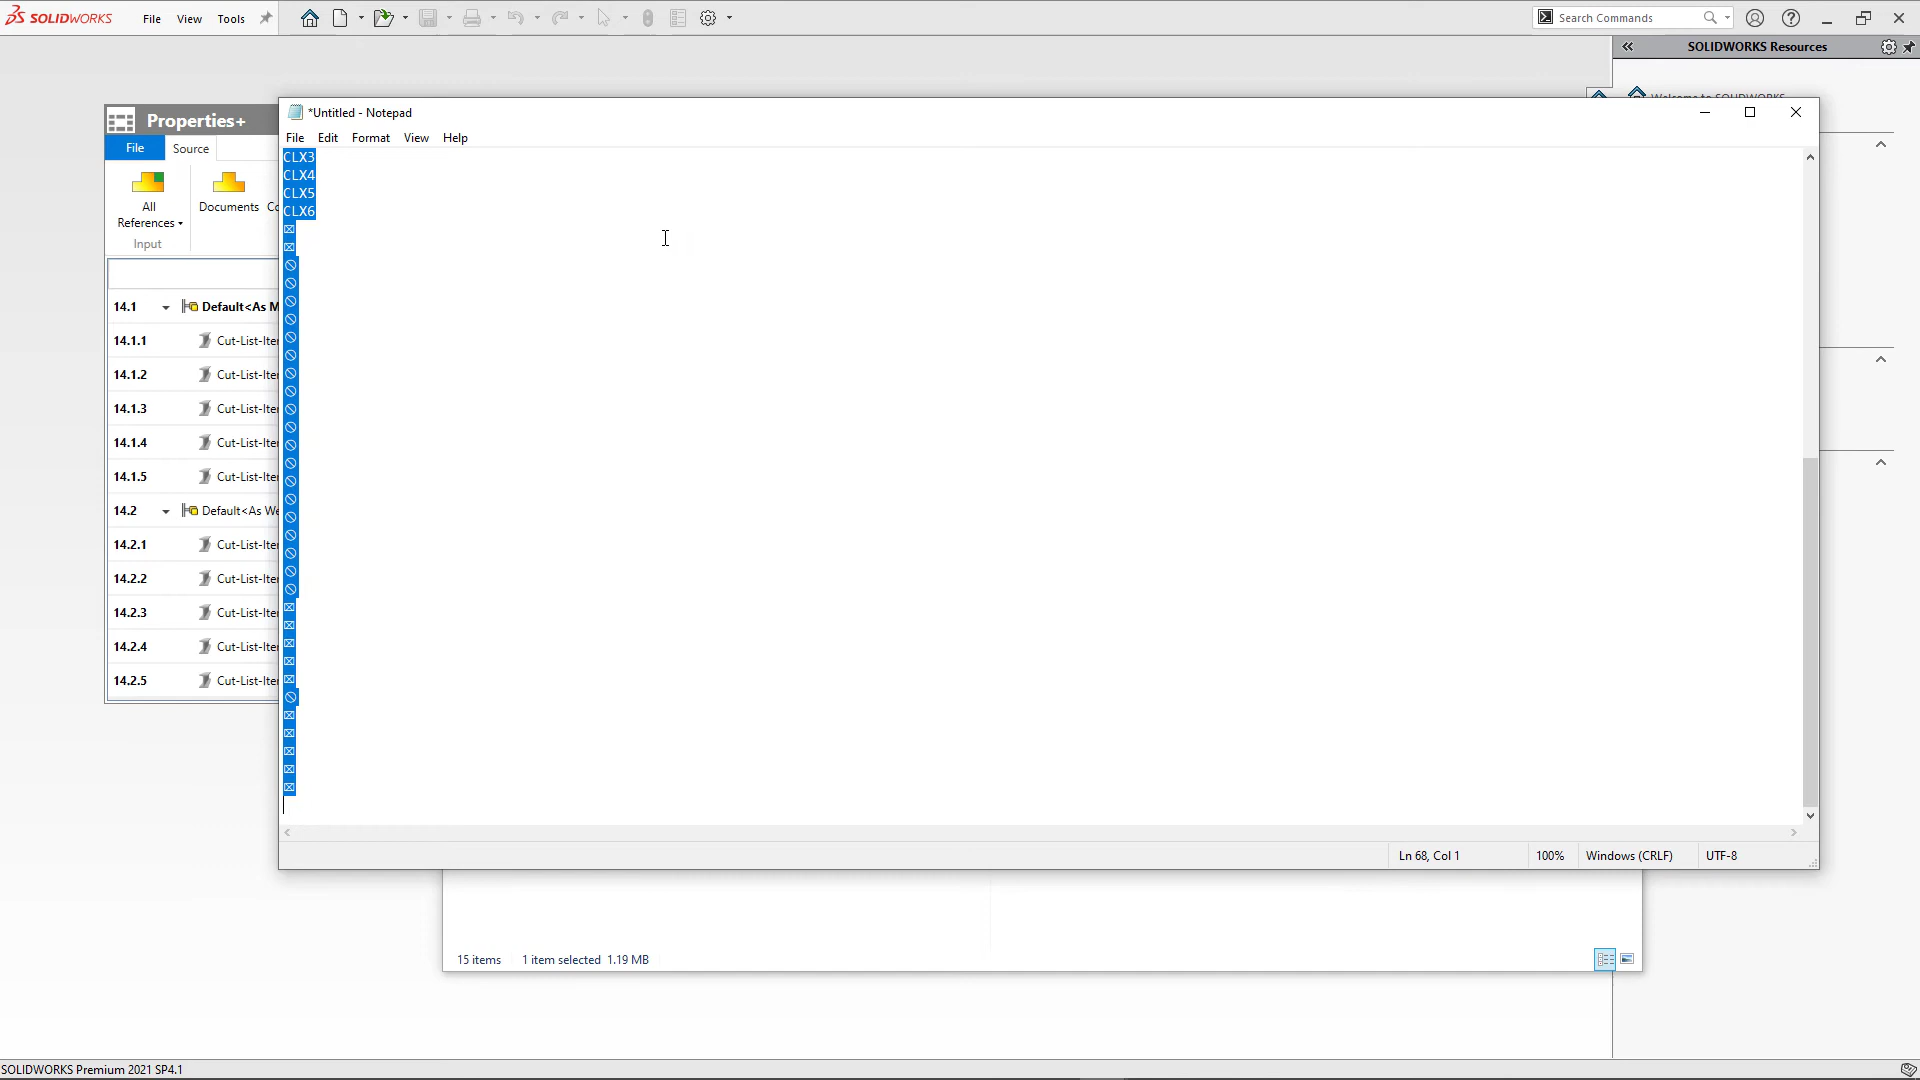 SOLIDWORKS File View Tools
Search Commands
SOLIDWORKS Resources
Properties+
File Source
All References
Documents
Input
14.1 Default<As M
14.1.1 Cut-List-Iter
14.1.2 Cut-List-Iter
14.1.3 Cut-List-Iter
14.1.4 Cut-List-Iter
14.1.5 Cut-List-Iter
14.2 Default<As We
14.2.1 Cut-List-Iter
14.2.2 Cut-List-Iter
14.2.3 Cut-List-Iter
14.2.4 Cut-List-Iter
14.2.5 Cut-List-Iter
*Untitled - Notepad
File Edit Format View Help
CLX3
CLX4
CLX5
CLX6
Ln 68, Col 1 100% Windows (CRLF) UTF-8
15 items 1 item selected 1.19 MB
SOLIDWORKS Premium 2021 SP4.1